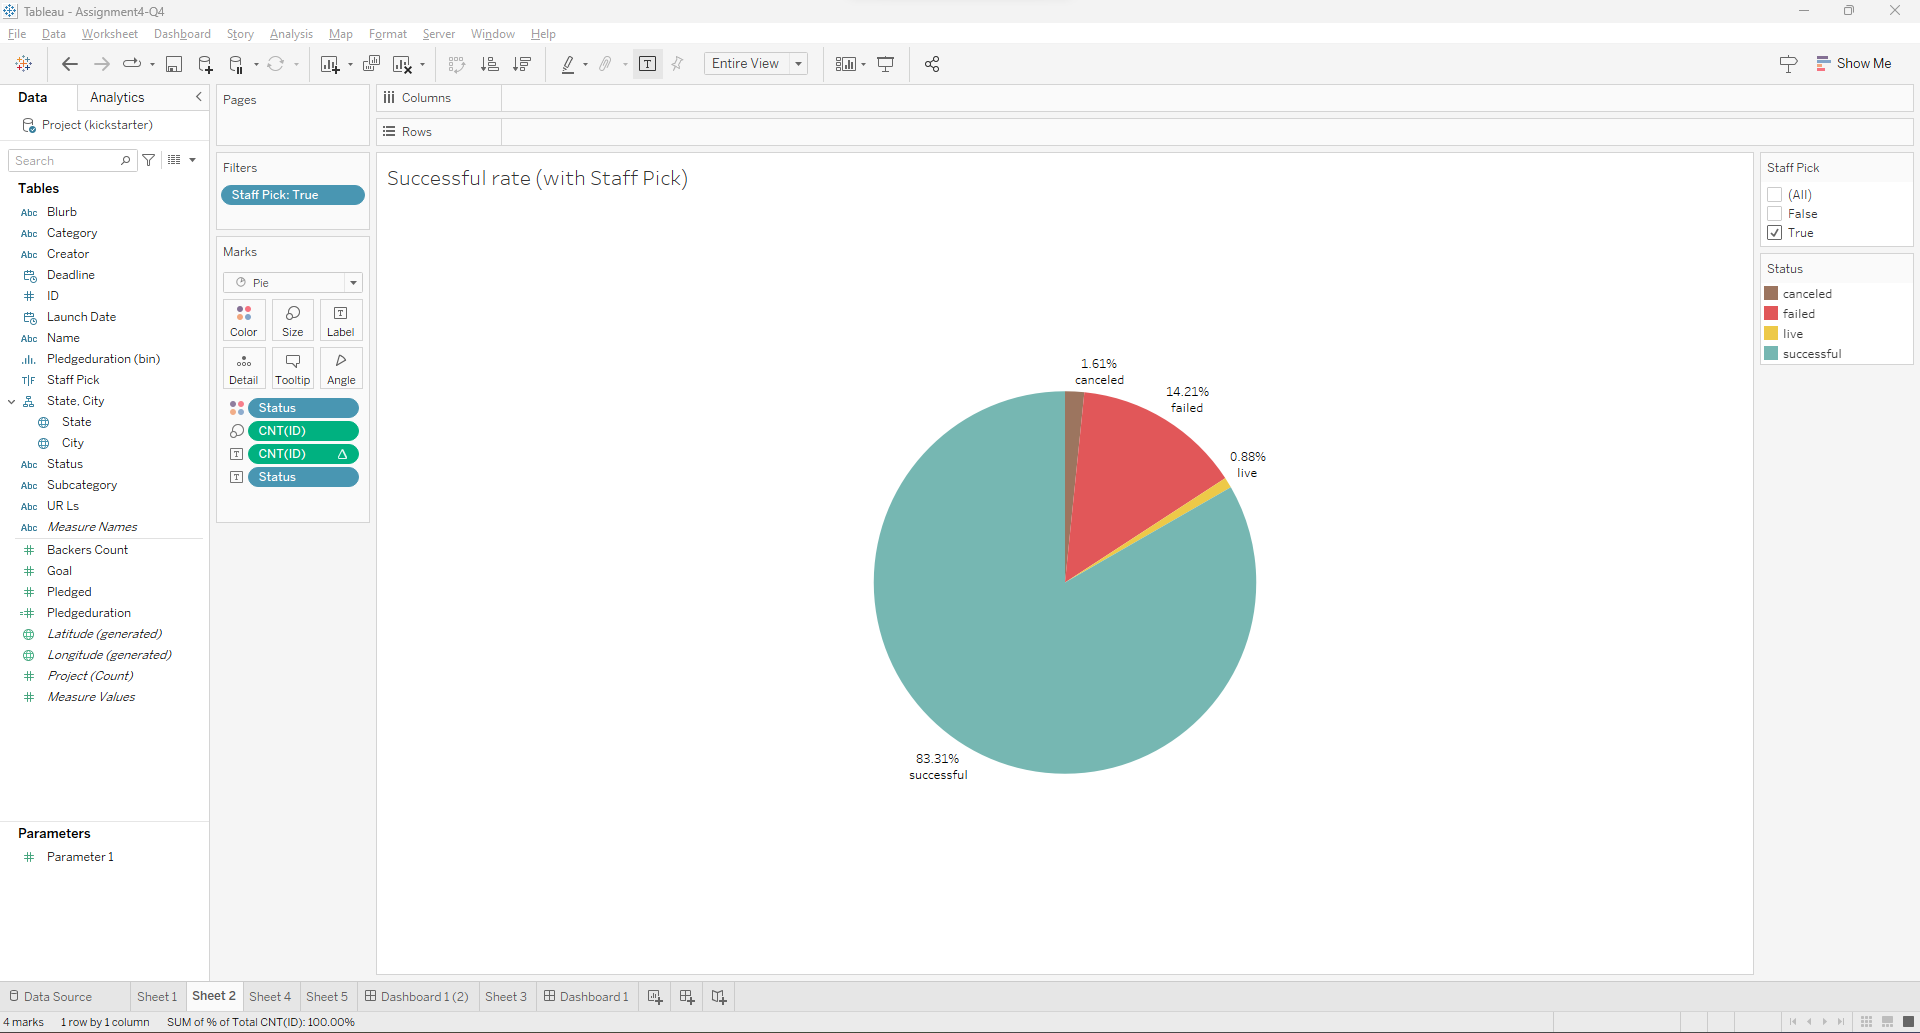 Tableau - Assignment4-Q4
File Data Worksheet Dashboard Story Analysis Map Format Server Window Help
Entire View
Show Me
Data Analytics
Project (kickstarter)
Search
Tables
Abc Blurb
Abc Category
Abc Creator
Deadline
# ID
Launch Date
Abc Name
Pledgeduration (bin)
T|F Staff Pick
State, City
State
City
Abc Status
Abc Subcategory
Abc UR Ls
Abc Measure Names
# Backers Count
# Goal
# Pledged
=# Pledgeduration
Latitude (generated)
Longitude (generated)
# Project (Count)
# Measure Values
Parameters
# Parameter 1
Pages
Filters
Staff Pick: True
Marks
Pie
Color Size Label
Detail Tooltip Angle
Status
CNT(ID)
CNT(ID) Δ
Status
Columns
Rows
Successful rate (with Staff Pick)
1.61%
canceled
14.21%
failed
0.88%
live
83.31%
successful
Staff Pick
(All)
False
True
Status
canceled
failed
live
successful
Data Source Sheet 1 Sheet 2 Sheet 4 Sheet 5 Dashboard 1 (2) Sheet 3 Dashboard 1
4 marks 1 row by 1 column SUM of % of Total CNT(ID): 100.00%